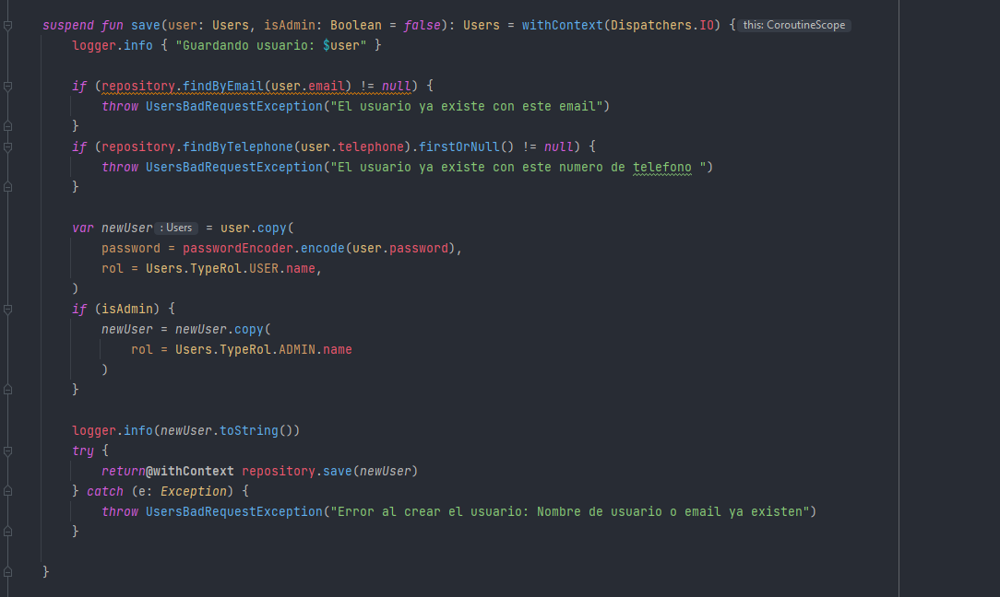 suspend fun save(user: Users, isAdmin: Boolean = false): Users = withContext(Dispatchers.IO) { this: CoroutineScope
logger.info { "Guardando usuario: $user" }
if (repository.findByEmail(user.email) != null) {
throw UsersBadRequestException("El usuario ya existe con este email")
}
if (repository.findByTelephone(user.telephone).firstOrNull() != null) {
throw UsersBadRequestException("El usuario ya existe con este numero de telefono ")
}
var newUser : Users = user.copy(
password = passwordEncoder.encode(user.password),
rol = Users.TypeRol.USER.name,
)
if (isAdmin) {
newUser = newUser.copy(
rol = Users.TypeRol.ADMIN.name
)
}
logger.info(newUser.toString())
try {
return@withContext repository.save(newUser)
} catch (e: Exception) {
throw UsersBadRequestException("Error al crear el usuario: Nombre de usuario o email ya existen")
}
}